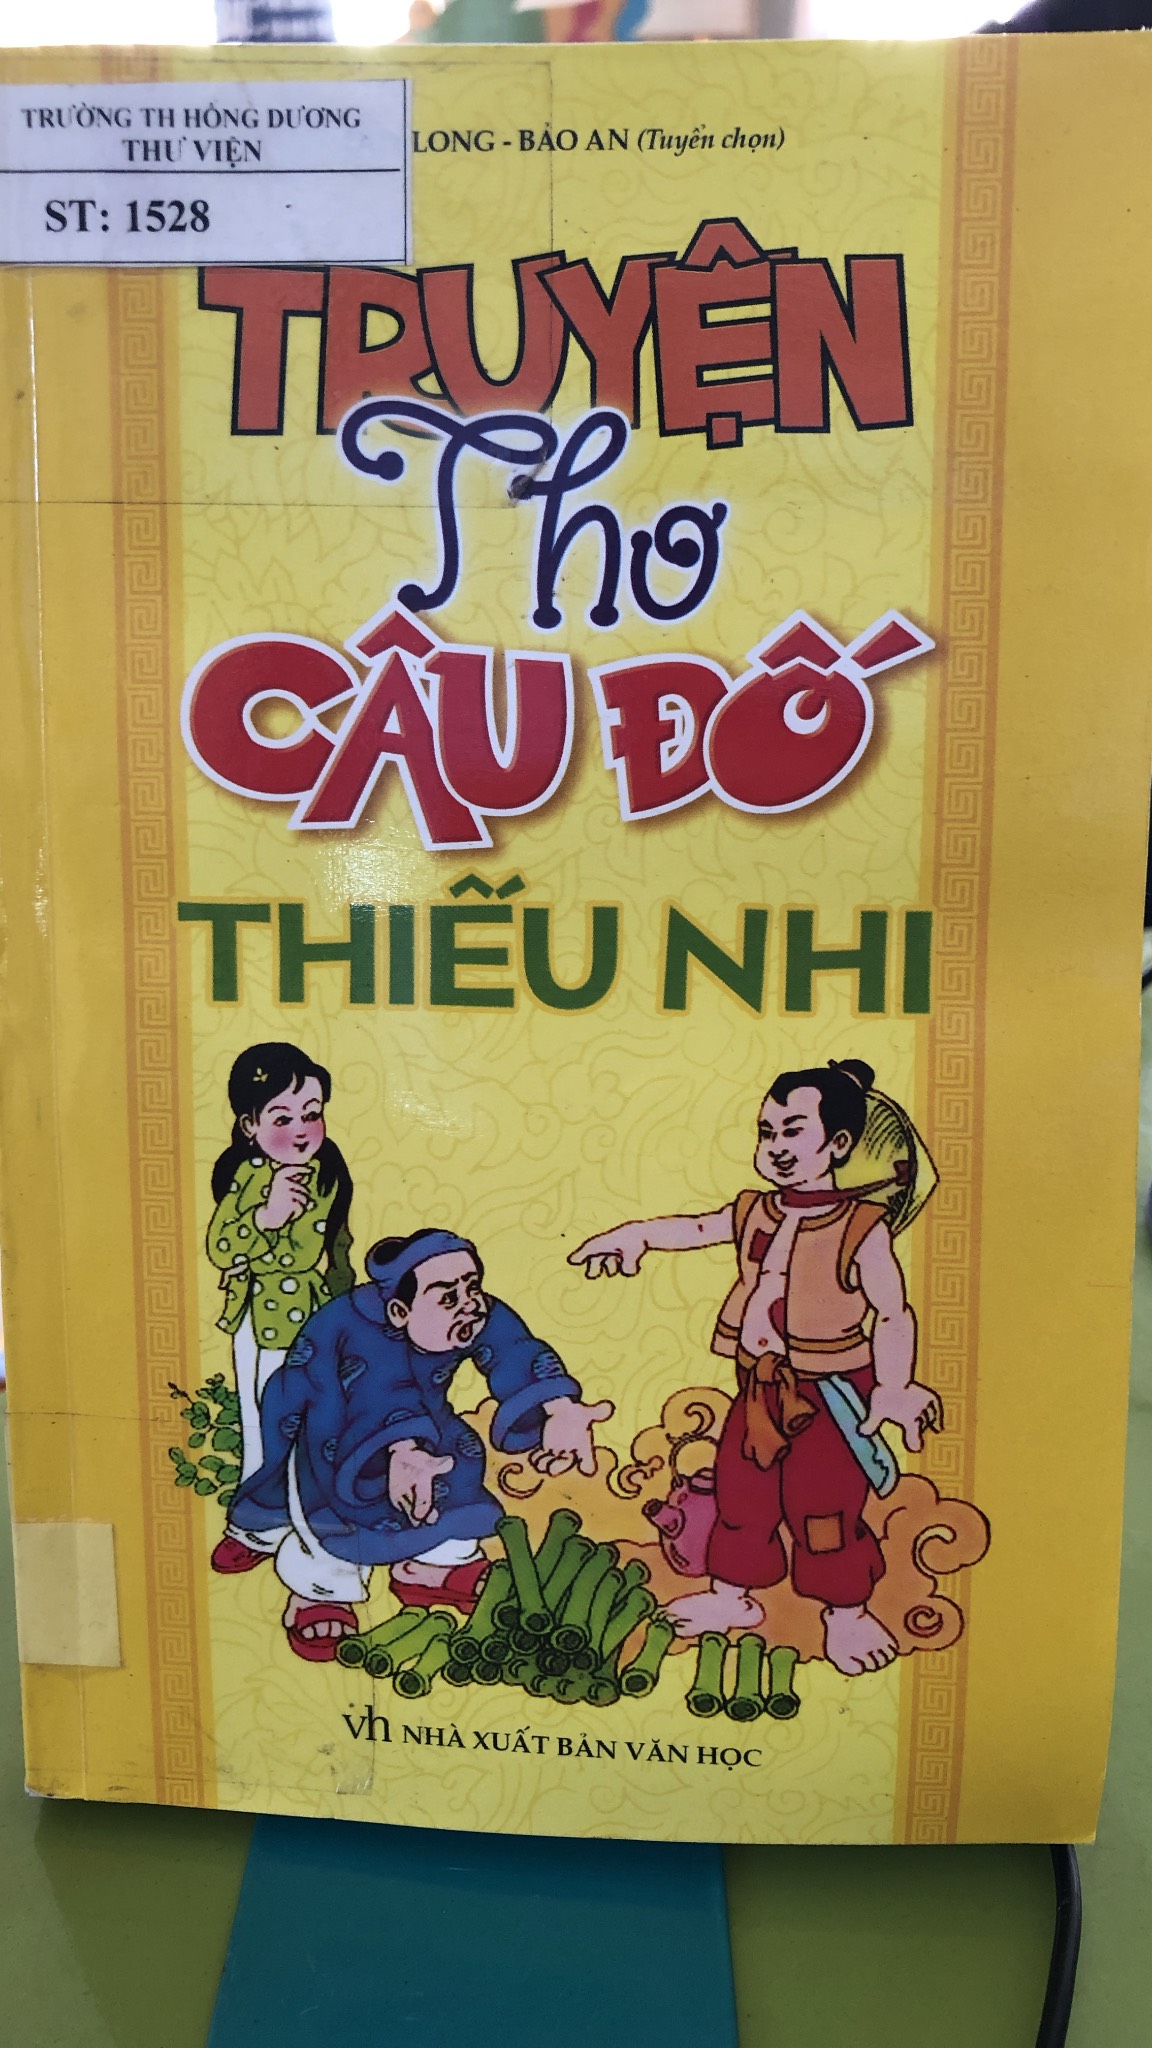 TRƯỜNG TH HỒNG DƯƠNG
THƯ VIỆN
ST: 1528
LONG - BẢO AN (Tuyển chọn)
TRUYỆN
Thơ
CÂU ĐỐ
THIẾU NHI
vh NHÀ XUẤT BẢN VĂN HỌC